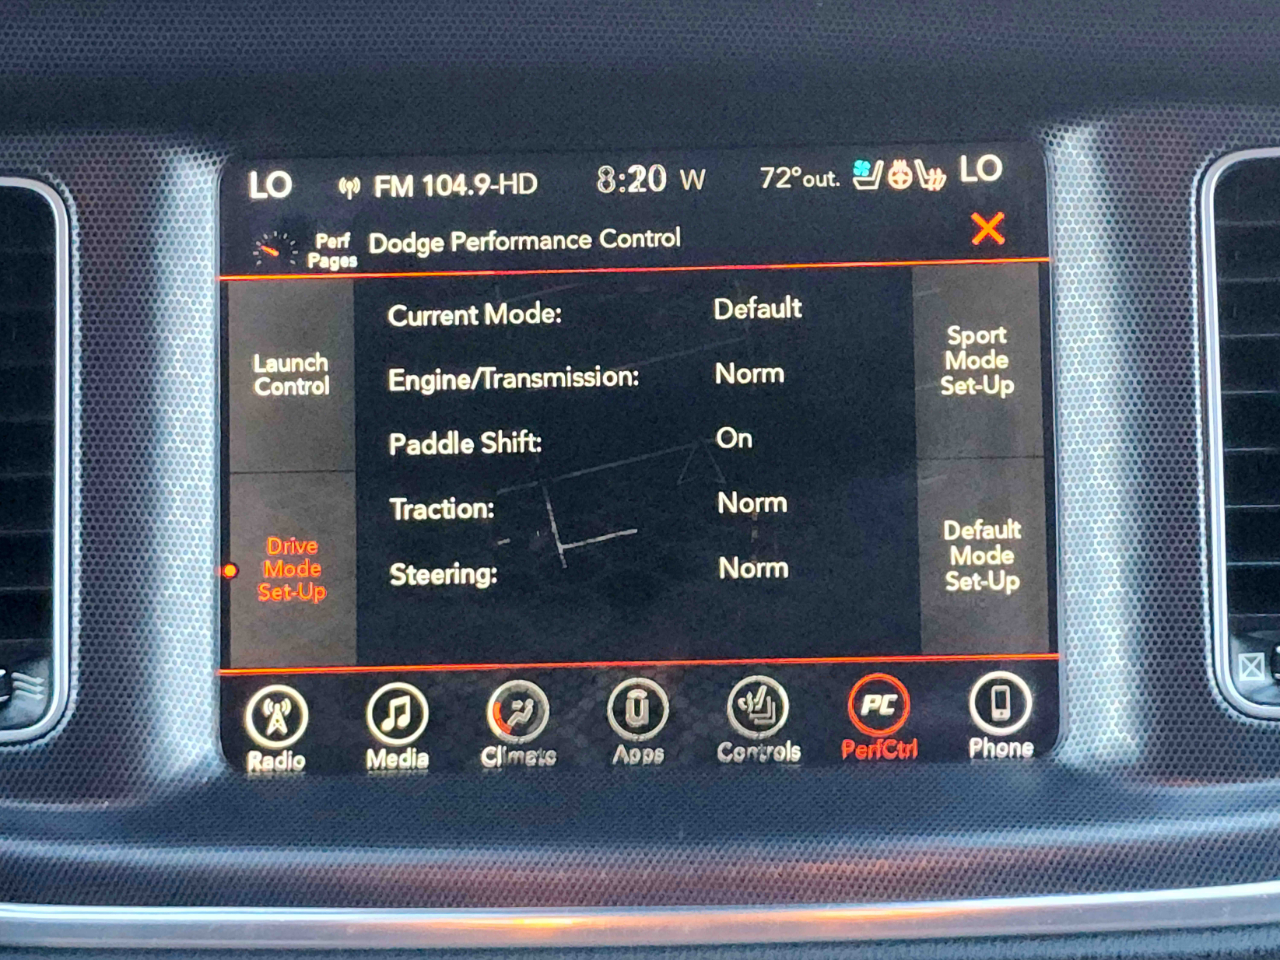 LO FM 104.9-HD 8:20 W 72°out. LO
Perf Pages Dodge Performance Control
Current Mode: Default
Engine/Transmission: Norm
Paddle Shift: On
Traction: Norm
Steering: Norm
Launch
Control
Drive
Mode
Set-Up
Sport
Mode
Set-Up
Default
Mode
Set-Up
PC
Radio Media Climate Apps Controls PerfCtrl Phone